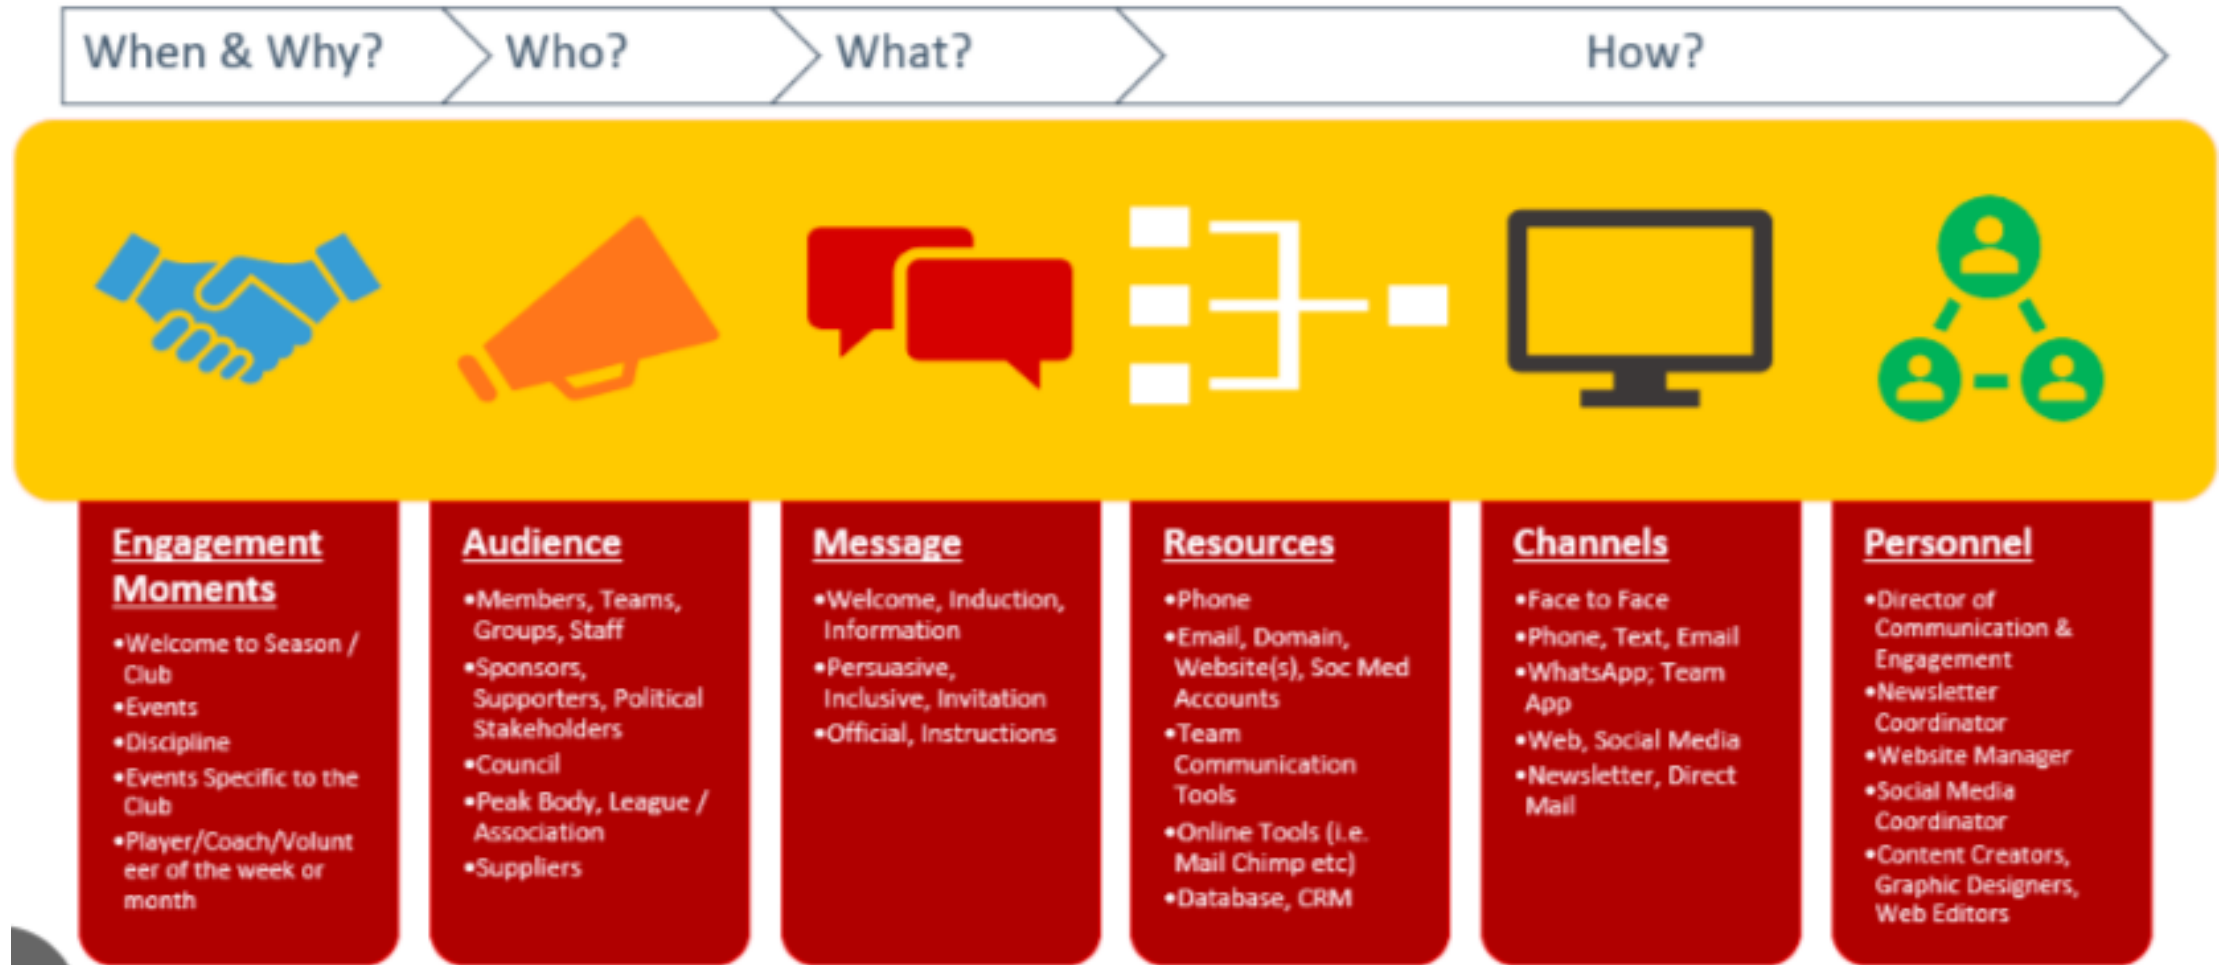 When & Why?
Who?
What?
How?
Engagement
Moments
•Welcome to Season /
Club
•Events
•Discipline
•Events Specific to the
Club
•Player/Coach/Volunt
eer of the week or
month
Audience
•Members, Teams,
Groups, Staff
•Sponsors,
Supporters, Political
Stakeholders
•Council
•Peak Body, League /
Association
•Suppliers
Message
•Welcome, Induction,
Information
•Persuasive,
Inclusive, Invitation
•Official, Instructions
Resources
•Phone
•Email, Domain,
Website(s), Soc Med
Accounts
•Team
Communication
Tools
•Online Tools (i.e.
Mail Chimp etc)
•Database, CRM
Channels
•Face to Face
•Phone, Text, Email
•WhatsApp; Team
App
•Web, Social Media
•Newsletter, Direct
Mail
Personnel
•Director of
Communication &
Engagement
•Newsletter
Coordinator
•Website Manager
•Social Media
Coordinator
•Content Creators,
Graphic Designers,
Web Editors